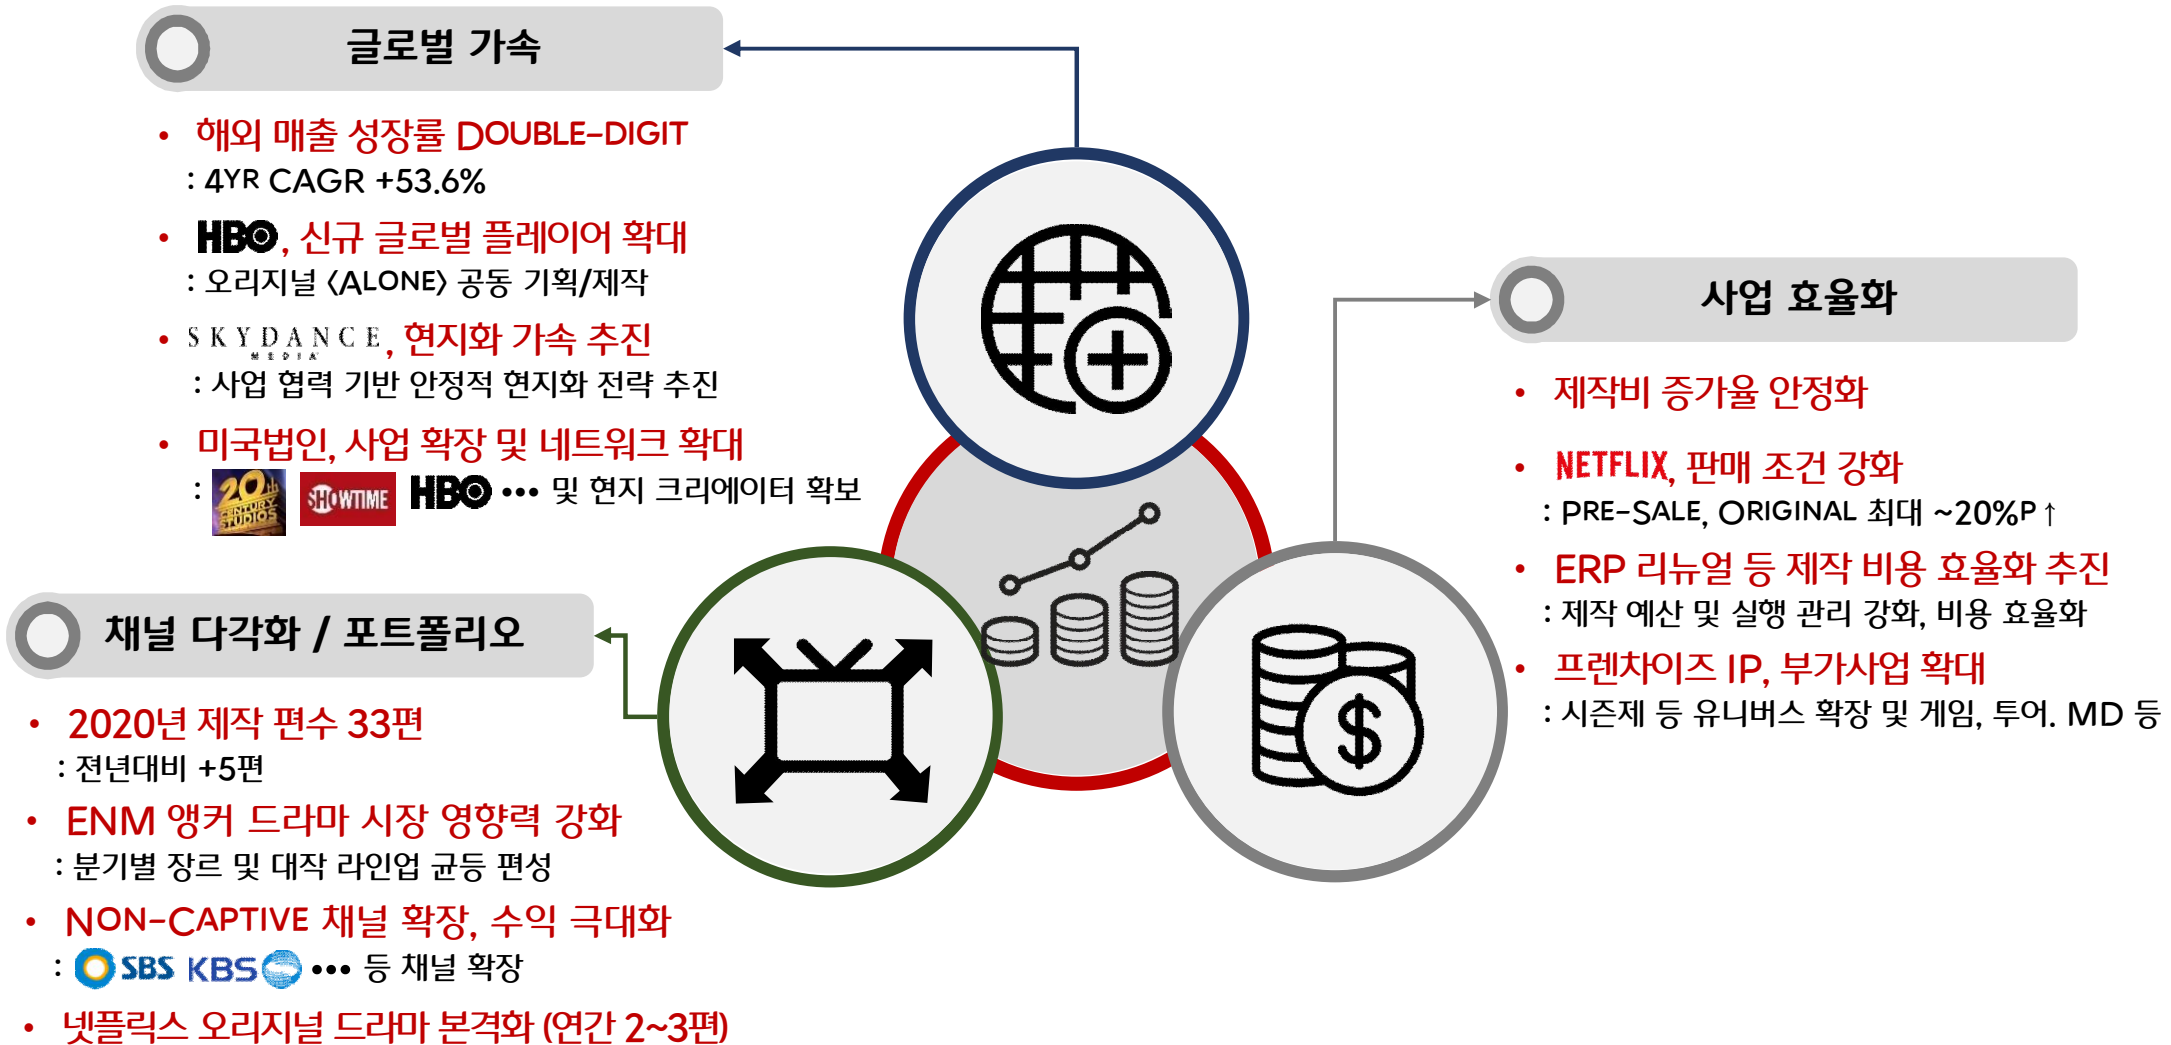 글로벌 가속
• 해외 매출 성장률 DOUBLE-DIGIT
: 4YR CAGR +53.6%
• HBO, 신규 글로벌 플레이어 확대
: 오리지널 <ALONE> 공동 기획/제작
• SKYDANCE MEDIA, 현지화 가속 추진
: 사업 협력 기반 안정적 현지화 전략 추진
• 미국법인, 사업 확장 및 네트워크 확대
: 20th CENTURY STUDIOS SHOWTIME HBO ••• 및 현지 크리에이터 확보
채널 다각화 / 포트폴리오
• 2020년 제작 편수 33편
: 전년대비 +5편
• ENM 앵커 드라마 시장 영향력 강화
: 분기별 장르 및 대작 라인업 균등 편성
• NON-CAPTIVE 채널 확장, 수익 극대화
: SBS KBS ••• 등 채널 확장
• 넷플릭스 오리지널 드라마 본격화 (연간 2~3편)
사업 효율화
• 제작비 증가율 안정화
• NETFLIX, 판매 조건 강화
: PRE-SALE, ORIGINAL 최대 ~20%P ↑
• ERP 리뉴얼 등 제작 비용 효율화 추진
: 제작 예산 및 실행 관리 강화, 비용 효율화
• 프렌차이즈 IP, 부가사업 확대
: 시즌제 등 유니버스 확장 및 게임, 투어. MD 등
$